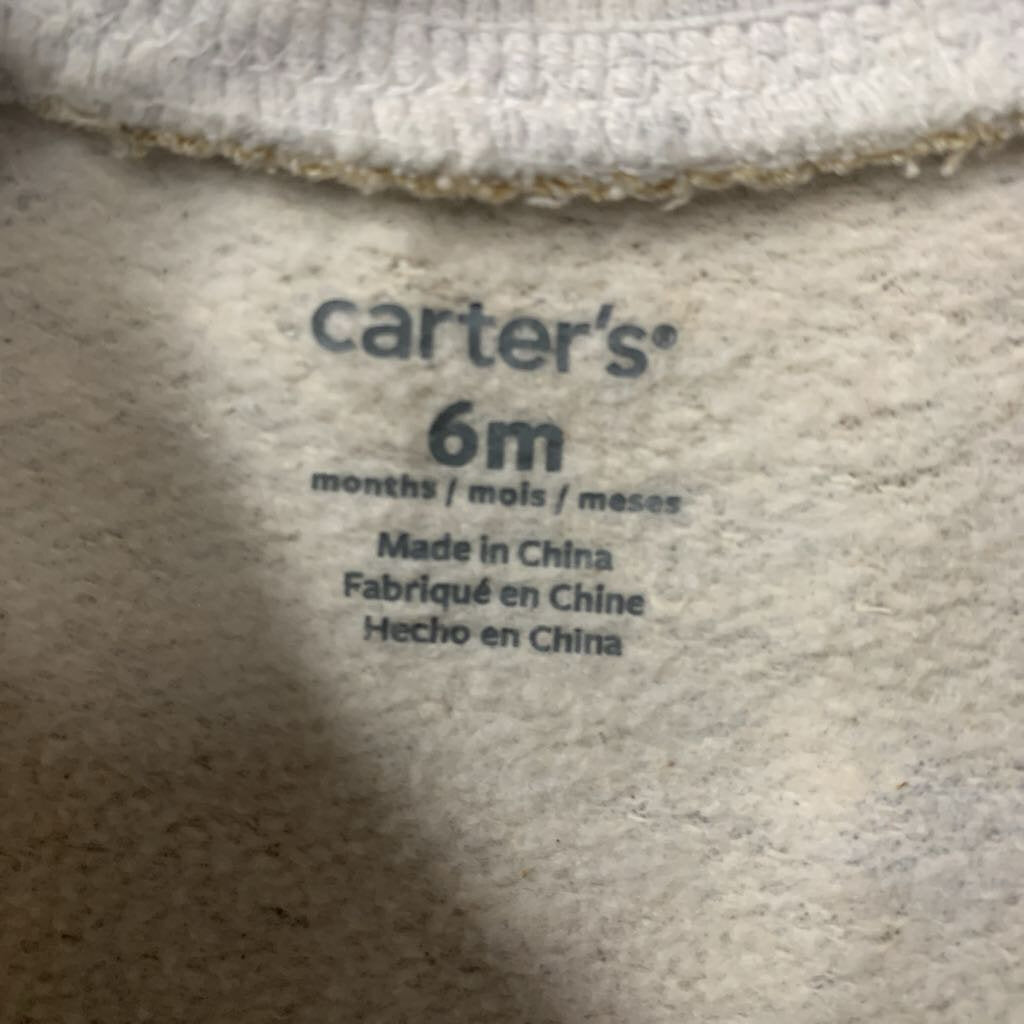 carter's®
6m
months / mois / meses
Made in China
Fabriqué en Chine
Hecho en China